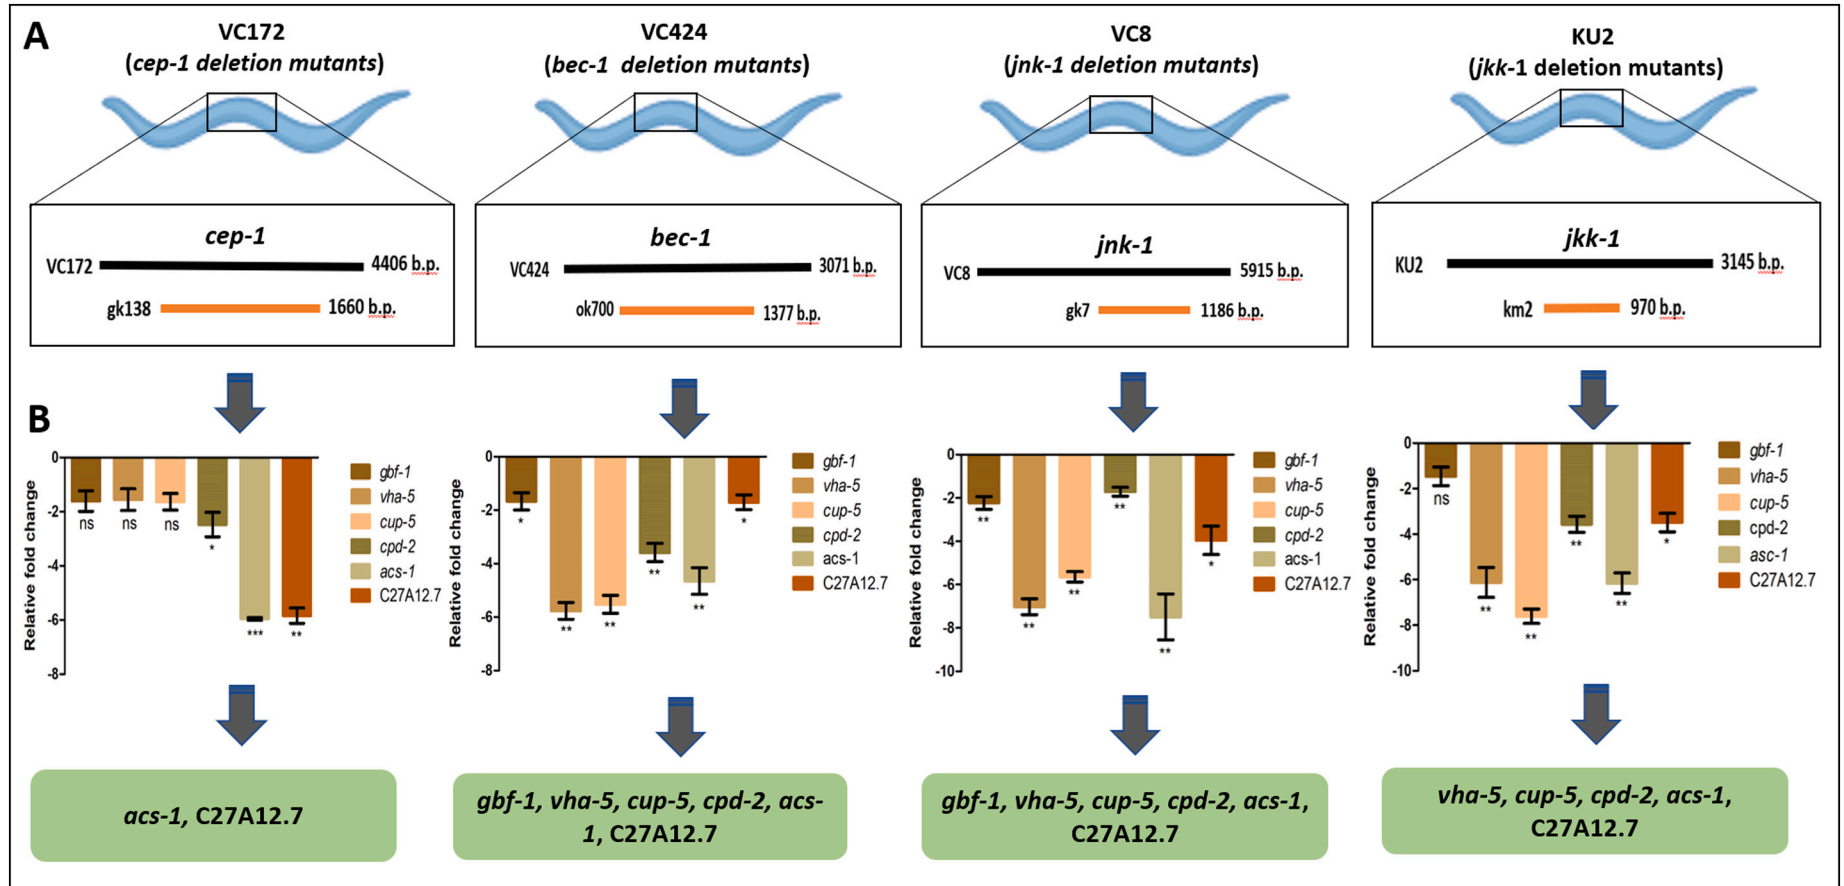 A
VC172
(cep-1 deletion mutants)
VC424
(bec-1 deletion mutants)
VC8
(jnk-1 deletion mutants)
KU2
(jkk-1 deletion mutants)
cep-1
VC172
4406 b.p.
gk138
1660 b.p.
bec-1
VC424
3071 b.p.
ok700
1377 b.p.
jnk-1
VC8
5915 b.p.
gk7
1186 b.p.
jkk-1
KU2
3145 b.p.
km2
970 b.p.
B
Relative fold change
0
-2
-4
-6
-8
ns
ns
ns
*
***
**
gbf-1
vha-5
cup-5
cpd-2
acs-1
C27A12.7
Relative fold change
0
-2
-4
-6
-8
*
**
**
**
**
*
gbf-1
vha-5
cup-5
cpd-2
acs-1
C27A12.7
Relative fold change
0
-2
-4
-6
-8
-10
**
**
**
**
**
*
gbf-1
vha-5
cup-5
cpd-2
acs-1
C27A12.7
Relative fold change
0
-2
-4
-6
-8
-10
ns
**
**
**
**
*
gbf-1
vha-5
cup-5
cpd-2
asc-1
C27A12.7
acs-1, C27A12.7
gbf-1, vha-5, cup-5, cpd-2, acs-
1, C27A12.7
gbf-1, vha-5, cup-5, cpd-2, acs-1,
C27A12.7
vha-5, cup-5, cpd-2, acs-1,
C27A12.7